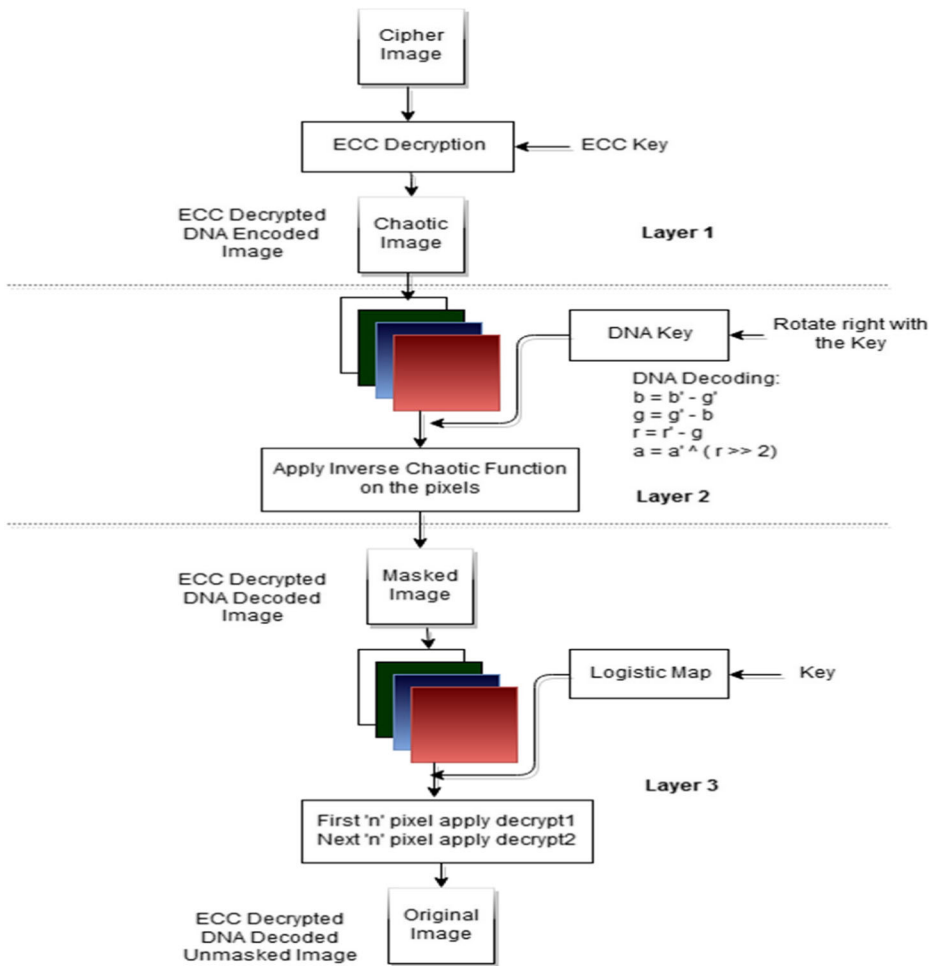 Cipher
Image
ECC Decryption
ECC Key
ECC Decrypted
DNA Encoded
Image
Chaotic
Image
Layer 1
DNA Key
Rotate right with
the Key
DNA Decoding:
b = b' - g'
g = g' - b
r = r' - g
a = a' ^ ( r >> 2)
Apply Inverse Chaotic Function
on the pixels
Layer 2
ECC Decrypted
DNA Decoded
Image
Masked
Image
Logistic Map
Key
Layer 3
First 'n' pixel apply decrypt1
Next 'n' pixel apply decrypt2
ECC Decrypted
DNA Decoded
Unmasked Image
Original
Image